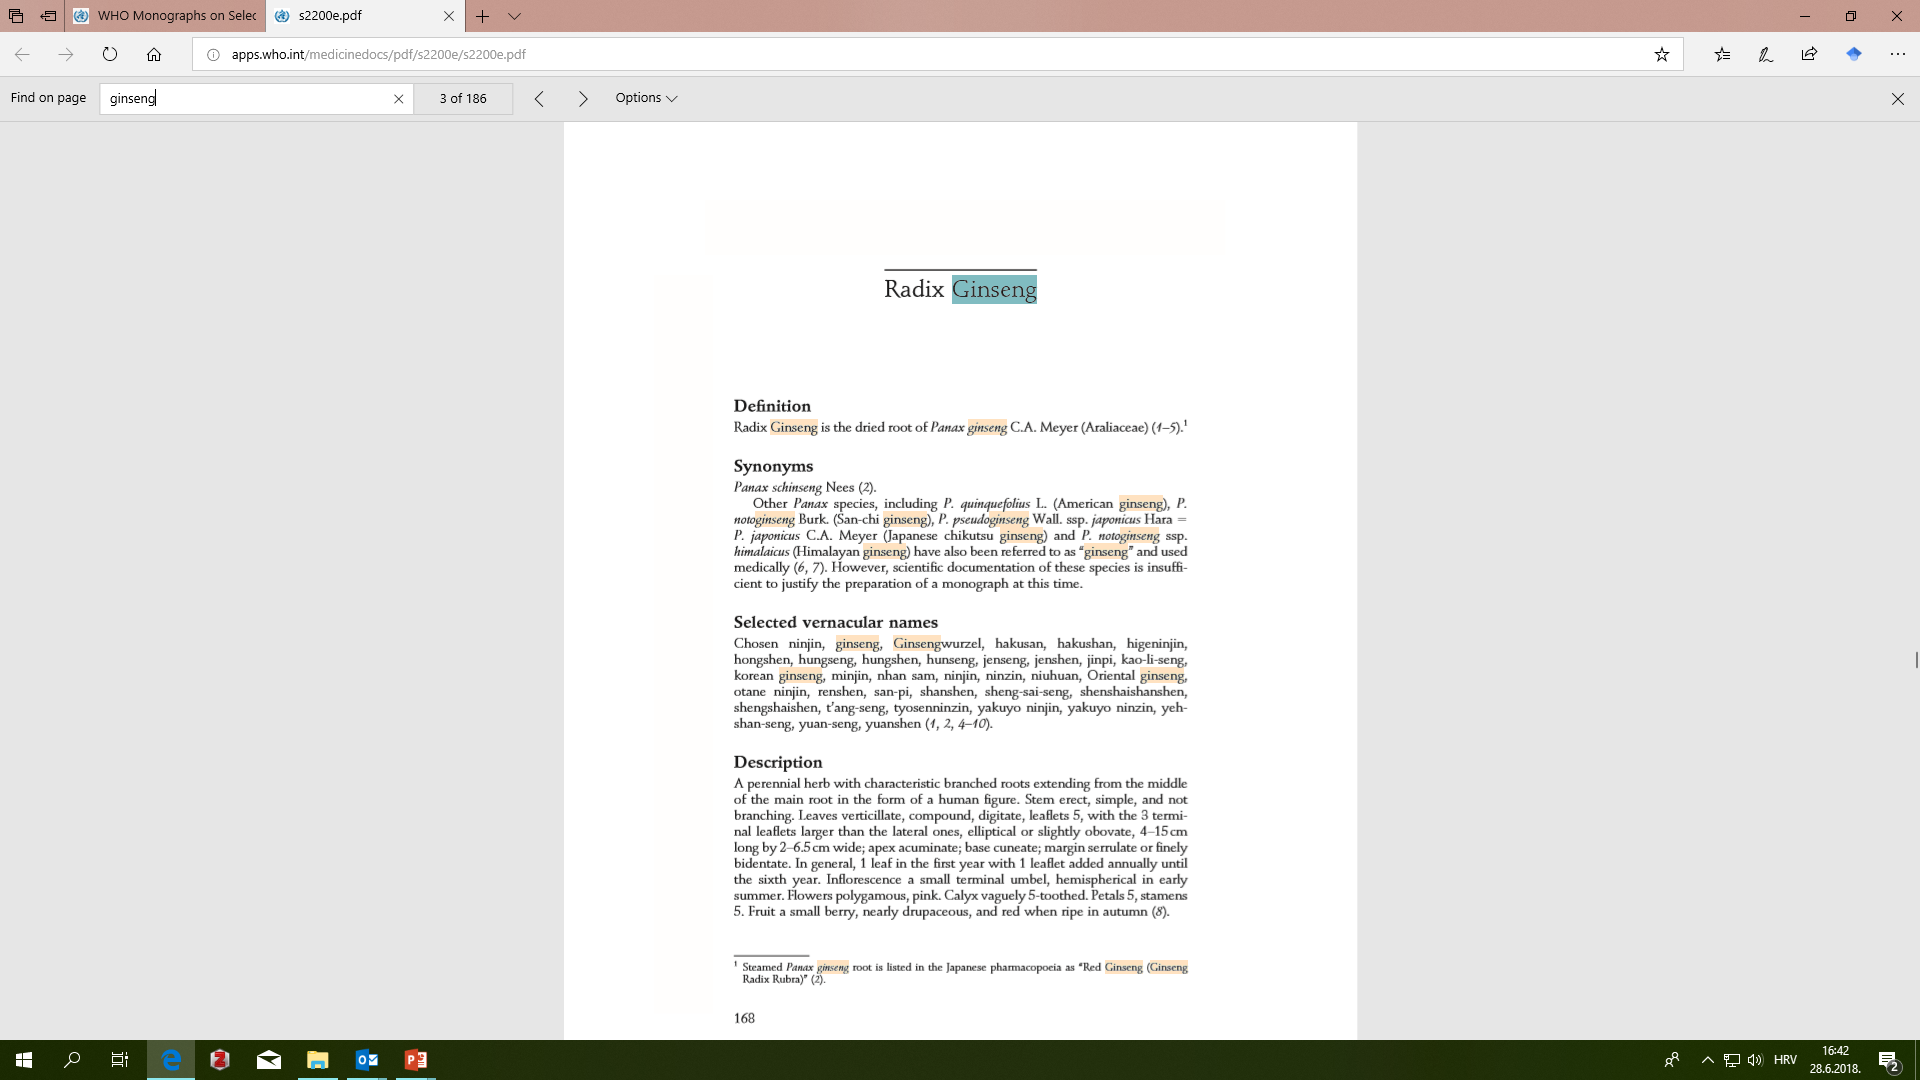 WHO Monographs on Selec
s2200e.pdf
apps.who.int/medicinedocs/pdf/s2200e/s2200e.pdf
Find on page
ginseng
3 of 186
Options
Radix Ginseng
Definition
Radix Ginseng is the dried root of Panax ginseng C.A. Meyer (Araliaceae) (1–5).¹
Synonyms
Panax schinseng Nees (2).
Other Panax species, including P. quinquefolius L. (American ginseng), P.
notoginseng Burk. (San-chi ginseng), P. pseudoginseng Wall. ssp. japonicus Hara =
P. japonicus C.A. Meyer (Japanese chikutsu ginseng) and P. notoginseng ssp.
himalaicus (Himalayan ginseng) have also been referred to as “ginseng” and used
medically (6, 7). However, scientific documentation of these species is insuffi-
cient to justify the preparation of a monograph at this time.
Selected vernacular names
Chosen ninjin, ginseng, Ginsengwurzel, hakusan, hakushan, higeninjin,
hongshen, hungseng, hungshen, hunseng, jenseng, jenshen, jinpi, kao-li-seng,
korean ginseng, minjin, nhan sam, ninjin, ninzin, niuhuan, Oriental ginseng,
otane ninjin, renshen, san-pi, shanshen, sheng-sai-seng, shenshaishanshen,
shengshaishen, t’ang-seng, tyosenninzin, yakuyo ninjin, yakuyo ninzin, yeh-
shan-seng, yuan-seng, yuanshen (1, 2, 4–10).
Description
A perennial herb with characteristic branched roots extending from the middle
of the main root in the form of a human figure. Stem erect, simple, and not
branching. Leaves verticillate, compound, digitate, leaflets 5, with the 3 termi-
nal leaflets larger than the lateral ones, elliptical or slightly obovate, 4–15 cm
long by 2–6.5 cm wide; apex acuminate; base cuneate; margin serrulate or finely
bidentate. In general, 1 leaf in the first year with 1 leaflet added annually until
the sixth year. Inflorescence a small terminal umbel, hemispherical in early
summer. Flowers polygamous, pink. Calyx vaguely 5-toothed. Petals 5, stamens
5. Fruit a small berry, nearly drupaceous, and red when ripe in autumn (8).
¹ Steamed Panax ginseng root is listed in the Japanese pharmacopoeia as “Red Ginseng (Ginseng
Radix Rubra)” (2).
168
HRV
16:42
28.6.2018.
2